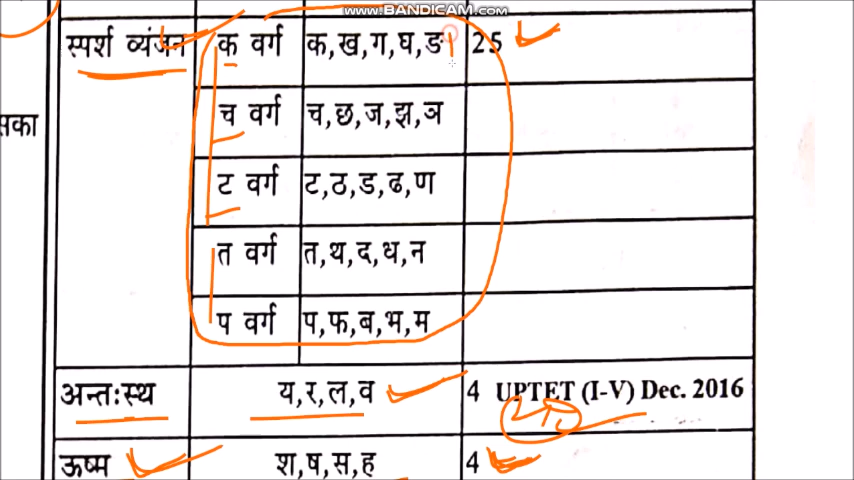 www.BANDICAM.com
स्पर्श व्यंजन क वर्ग क,ख,ग,घ,ङ 25
सका
च वर्ग च,छ,ज,झ,ञ
ट वर्ग ट,ठ,ड,ढ,ण
त वर्ग त,थ,द,ध,न
प वर्ग प,फ,ब,भ,म
अन्तःस्थ य,र,ल,व 4 UPTET (I-V) Dec. 2016
ऊष्म श,ष,स,ह 4